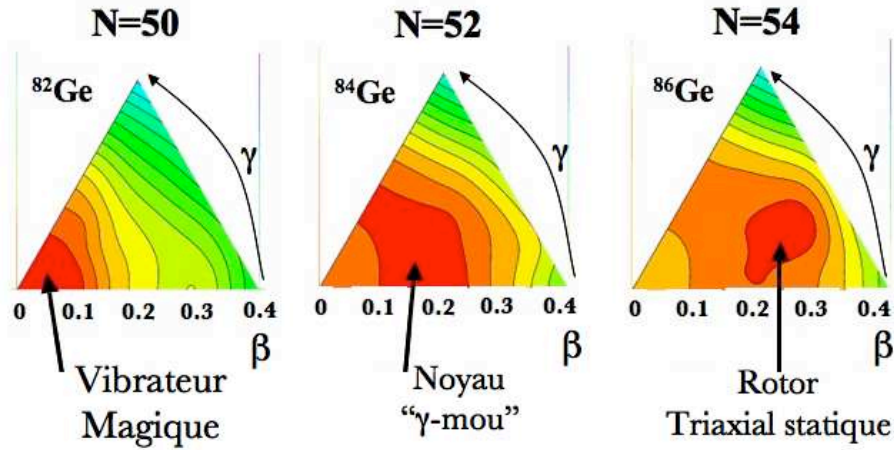 N=50
N=52
N=54
⁸²Ge
⁸⁴Ge
⁸⁶Ge
γ
γ
γ
0 0.1 0.2 0.3 0.4
0 0.1 0.2 0.3 0.4
0 0.1 0.2 0.3 0.4
β
β
β
Vibrateur
Magique
Noyau
“γ-mou”
Rotor
Triaxial statique